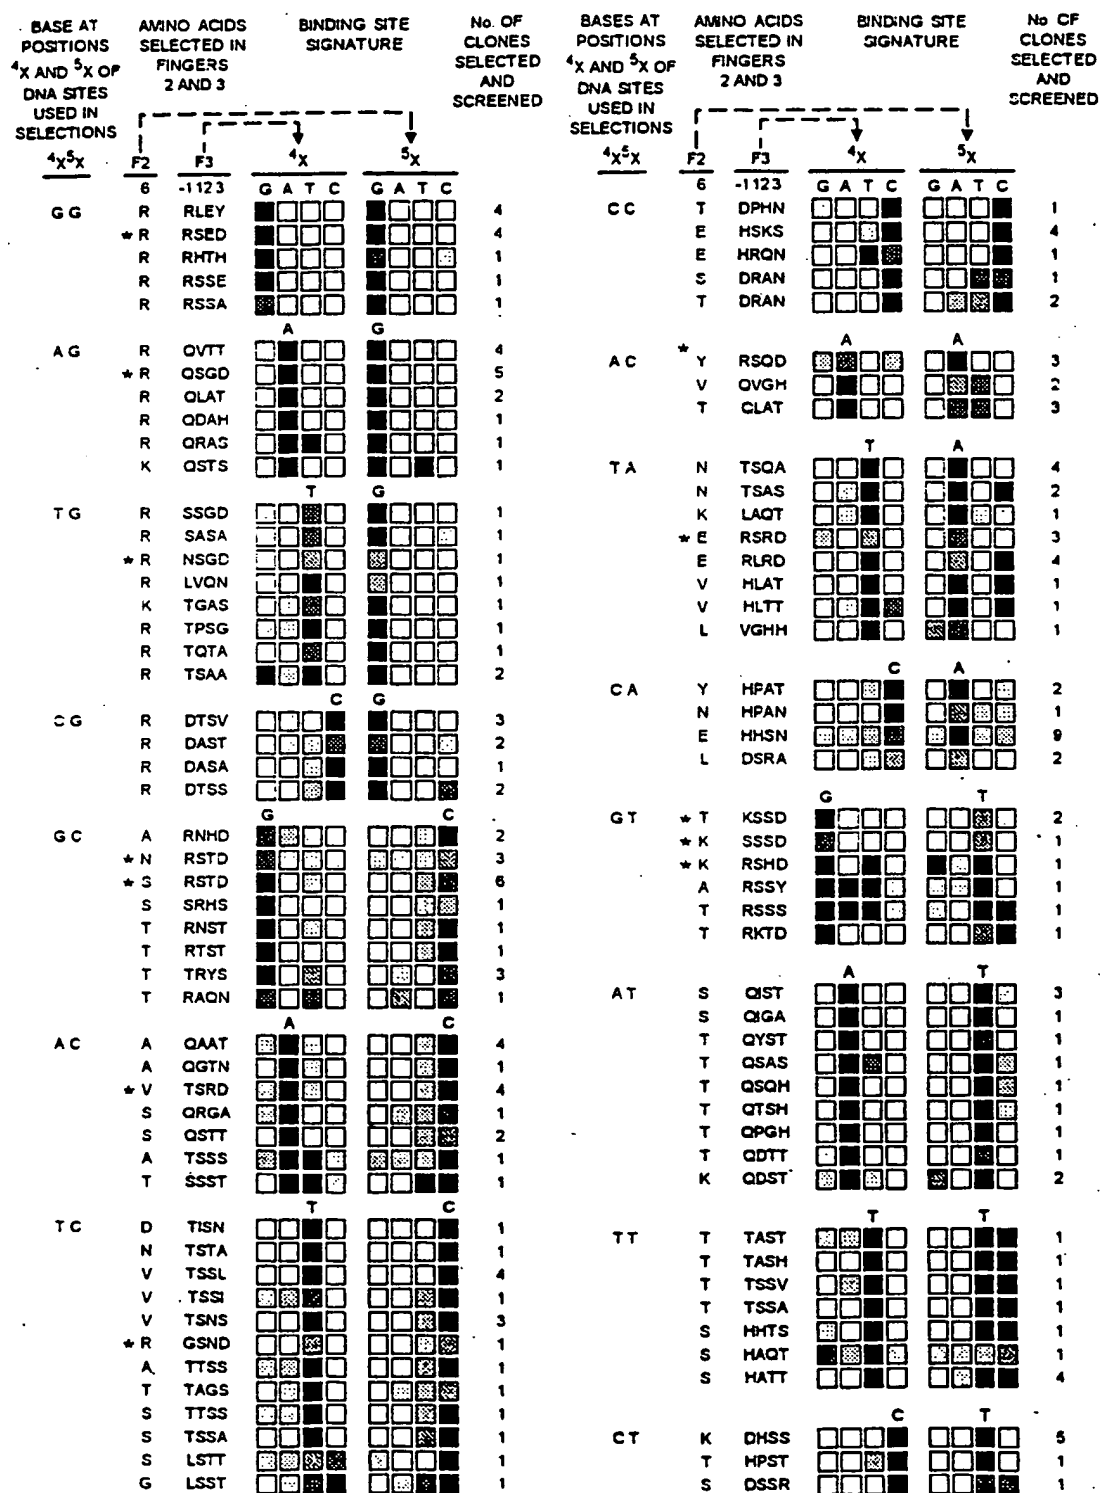 BASE AT POSITIONS 4X AND 5X OF DNA SITES USED IN SELECTIONS
AMINO ACIDS SELECTED IN FINGERS 2 AND 3
BINDING SITE SIGNATURE
No. OF CLONES SELECTED AND SCREENED
4X5X F2 F3 4X 5X
6 -1123 G A T C G A T C
GG R RLEY 4
* R RSED 4
R RHTH 1
R RSSE 1
R RSSA 1
A G
AG R QVTT 4
* R QSGD 5
R QLAT 2
R QDAH 1
R QRAS 1
K QSTS 1
T G
TG R SSGD 1
R SASA 1
* R NSGD 1
R LVQN 1
K TGAS 1
R TPSG 1
R TQTA 1
R TSAA 2
C G
CG R DTSV 3
R DAST 2
R DASA 1
R DTSS 2
G C
GC A RNHD 2
* N RSTD 3
* S RSTD 6
S SRHS 1
T RNST 1
T RTST 1
T TRYS 3
T RAQN 1
A C
AC A QAAT 4
A QGTN 1
* V TSRD 4
S QRGA 1
S QSTT 2
A TSSS 1
T SSST 1
T C
TC D TISN 1
N TSTA 1
V TSSL 4
V TSSI 1
V TSNS 3
* R GSND 1
A TTSS 1
T TAGS 1
S TTSS 1
S TSSA 1
S LSTT 1
G LSST 1
BASES AT POSITIONS 4X AND 5X OF DNA SITES USED IN SELECTIONS
AMINO ACIDS SELECTED IN FINGERS 2 AND 3
BINDING SITE SIGNATURE
No CF CLONES SELECTED AND SCREENED
4X5X F2 F3 4X 5X
6 -1123 G A T C G A T C
CC T DPHN 1
E HSKS 4
E HRQN 1
S DRAN 1
T DRAN 2
A A
*
AC Y RSQD 3
V QVGH 2
T CLAT 3
T A
TA N TSQA 4
N TSAS 2
K LAQT 1
* E RSRD 3
E RLRD 4
V HLAT 1
V HLTT 1
L VGHH 1
C A
CA Y HPAT 2
N HPAN 1
E HHSN 9
L DSRA 2
G T
GT * T KSSD 2
* K SSSD 1
* K RSHD 1
A RSSY 1
T RSSS 1
T RKTD 1
A T
AT S QIST 3
S QIGA 1
T QYST 1
T QSAS 1
T QSQH 1
T QTSH 1
T QPGH 1
T QDTT 1
K QDST 2
T T
TT T TAST 1
T TASH 1
T TSSV 1
T TSSA 1
S HHTS 1
S HAQT 1
S HATT 4
C T
CT K DHSS 5
T HPST 1
S DSSR 1